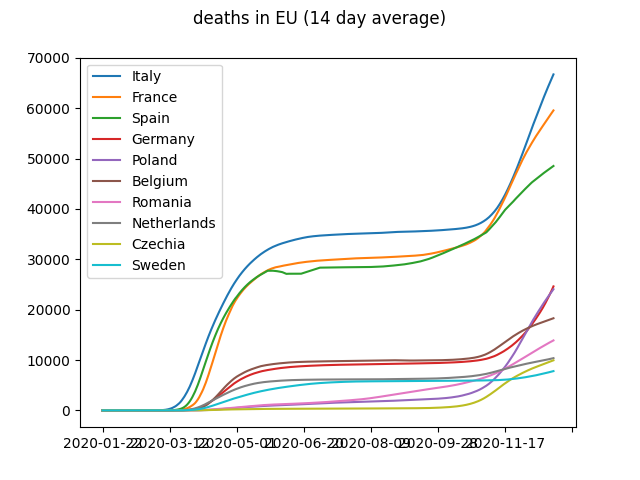 deaths in EU (14 day average)
70000
60000
50000
40000
30000
20000
10000
0
Italy
France
Spain
Germany
Poland
Belgium
Romania
Netherlands
Czechia
Sweden
2020-01-22 2020-03-12 2020-05-01 2020-06-20 2020-08-09 2020-09-28 2020-11-17